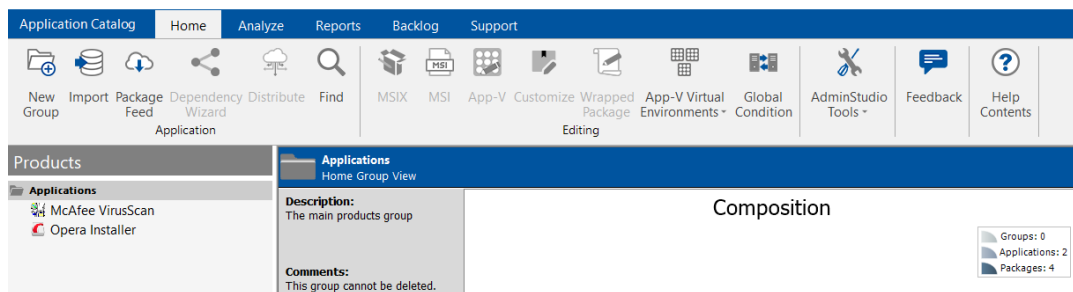 Application Catalog Home Analyze Reports Backlog Support
New Group
Import
Package Feed
Dependency Wizard
Distribute
Find
Application
MSIX
MSI
MSI
App-V
Customize
Wrapped Package
App-V Virtual Environments
Global Condition
Editing
AdminStudio Tools
Feedback
Help Contents
Products
Applications
McAfee VirusScan
Opera Installer
Applications
Home Group View
Description:
The main products group
Comments:
This group cannot be deleted.
Composition
Groups: 0
Applications: 2
Packages: 4